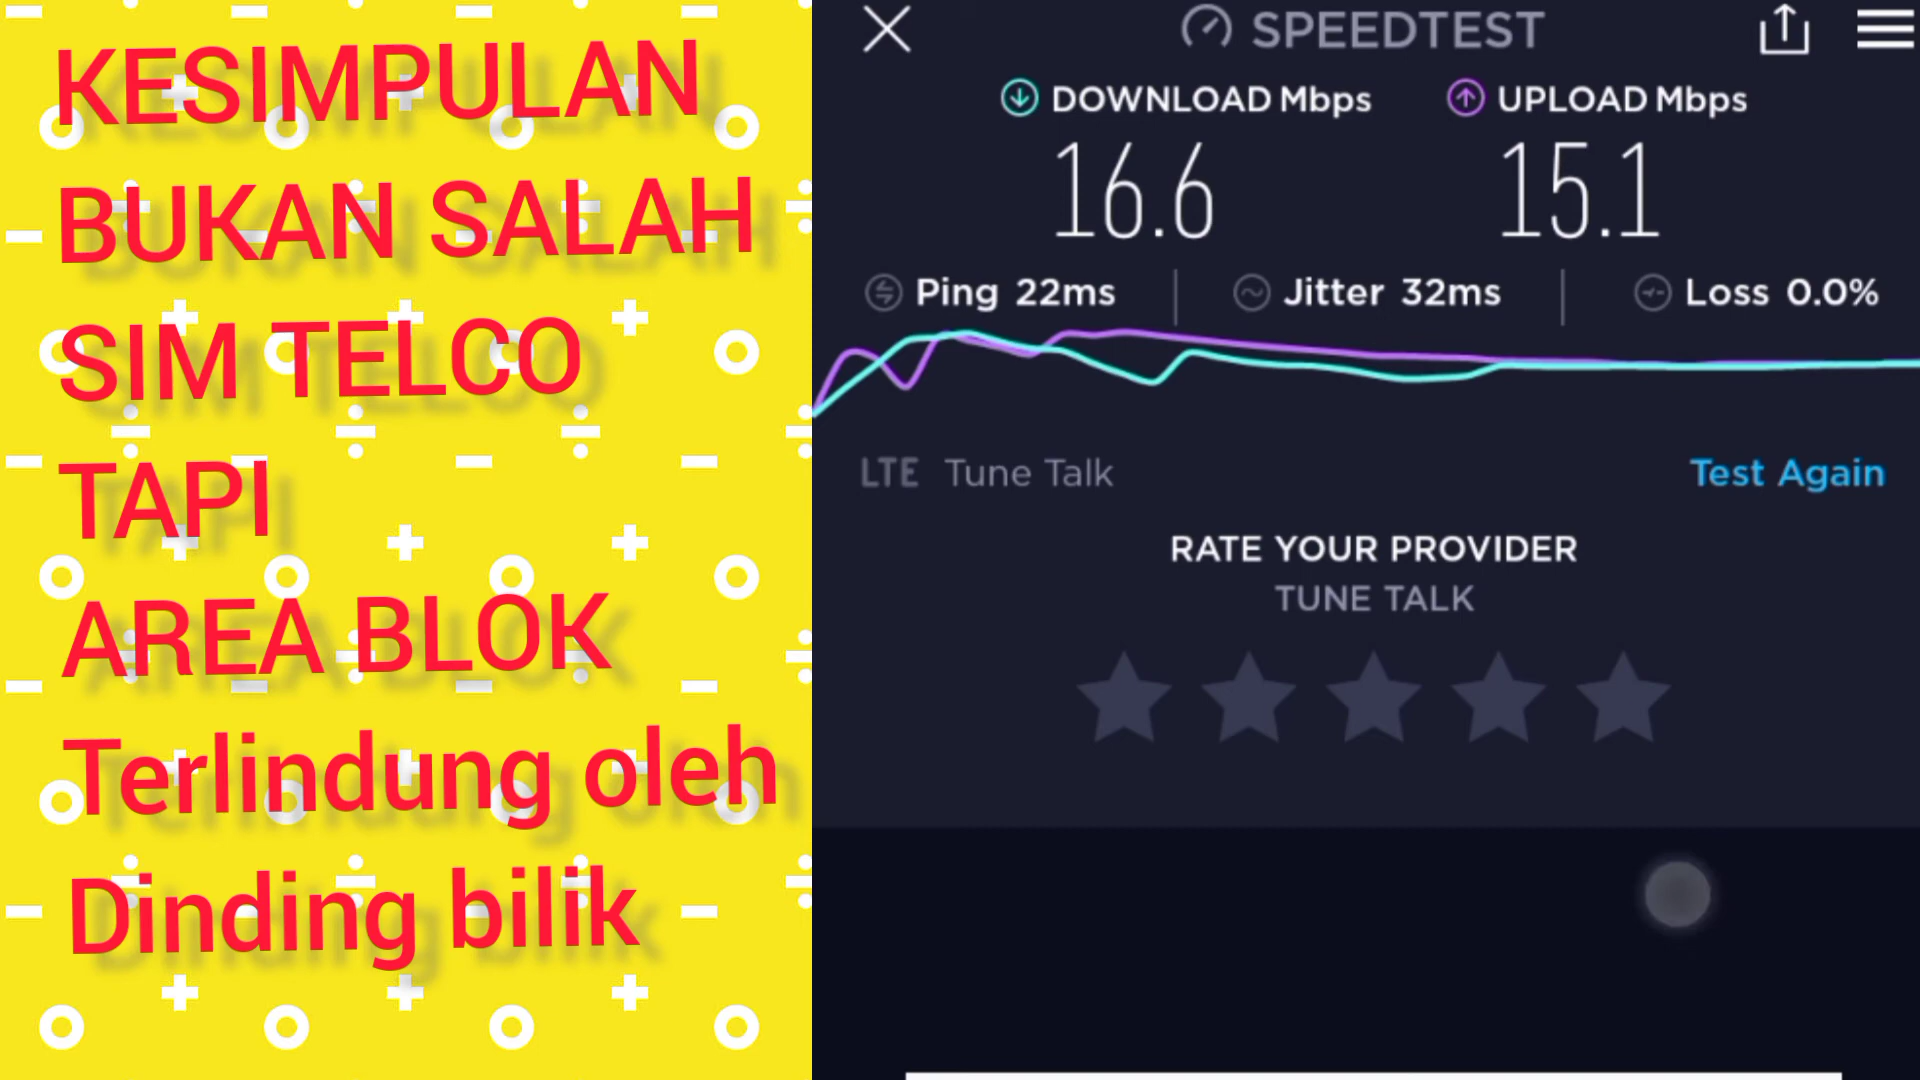 KESIMPULAN
BUKAN SALAH
SIM TELCO
TAPI
AREA BLOK
Terlindung oleh
Dinding bilik
SPEEDTEST
DOWNLOAD Mbps
UPLOAD Mbps
16.6
15.1
Ping 22ms
Jitter 32ms
Loss 0.0%
LTE Tune Talk
Test Again
RATE YOUR PROVIDER
TUNE TALK